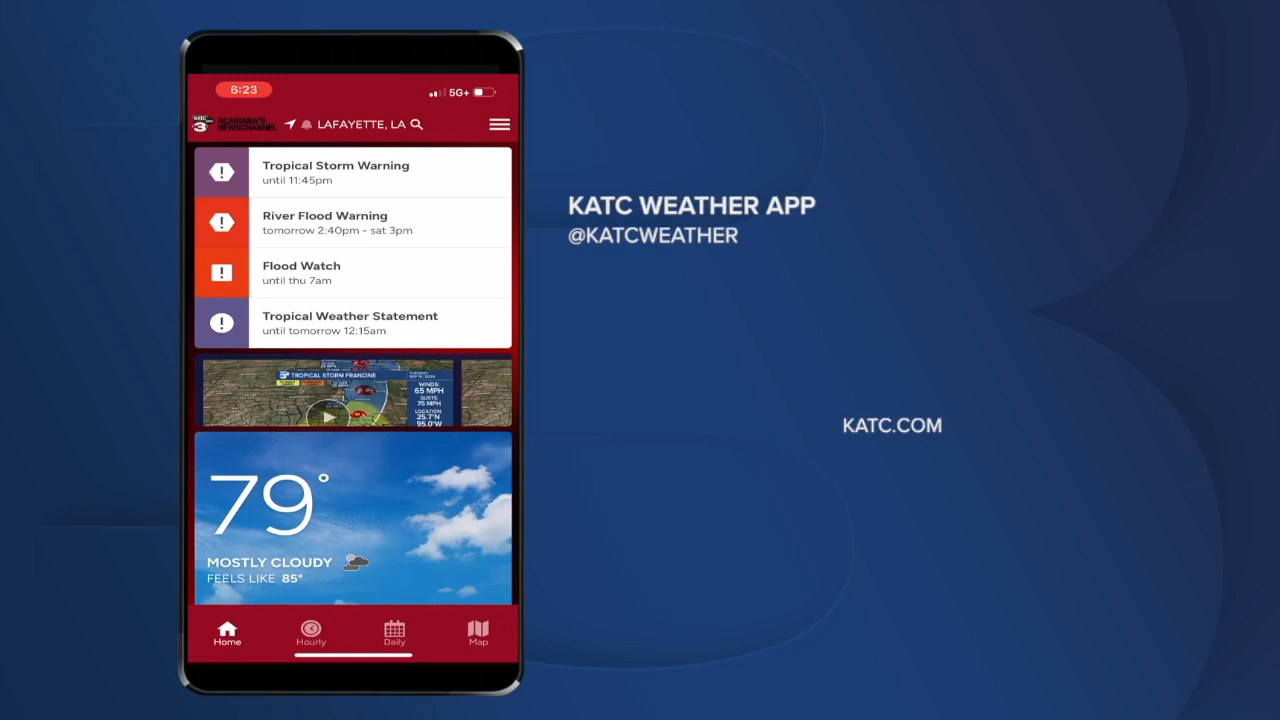 6:23
5G+
KATC
3
ACADIANA'S
NEWSCHANNEL
LAFAYETTE, LA
Tropical Storm Warning
until 11:45pm
River Flood Warning
tomorrow 2:40pm - sat 3pm
Flood Watch
until thu 7am
Tropical Weather Statement
until tomorrow 12:15am
TROPICAL STORM FRANCINE
WINDS:
65 MPH
GUSTS:
75 MPH
LOCATION:
25.7°N
95.0°W
79°
MOSTLY CLOUDY
FEELS LIKE 85°
Home
Hourly
Daily
Map
KATC WEATHER APP
@KATCWEATHER
KATC.COM